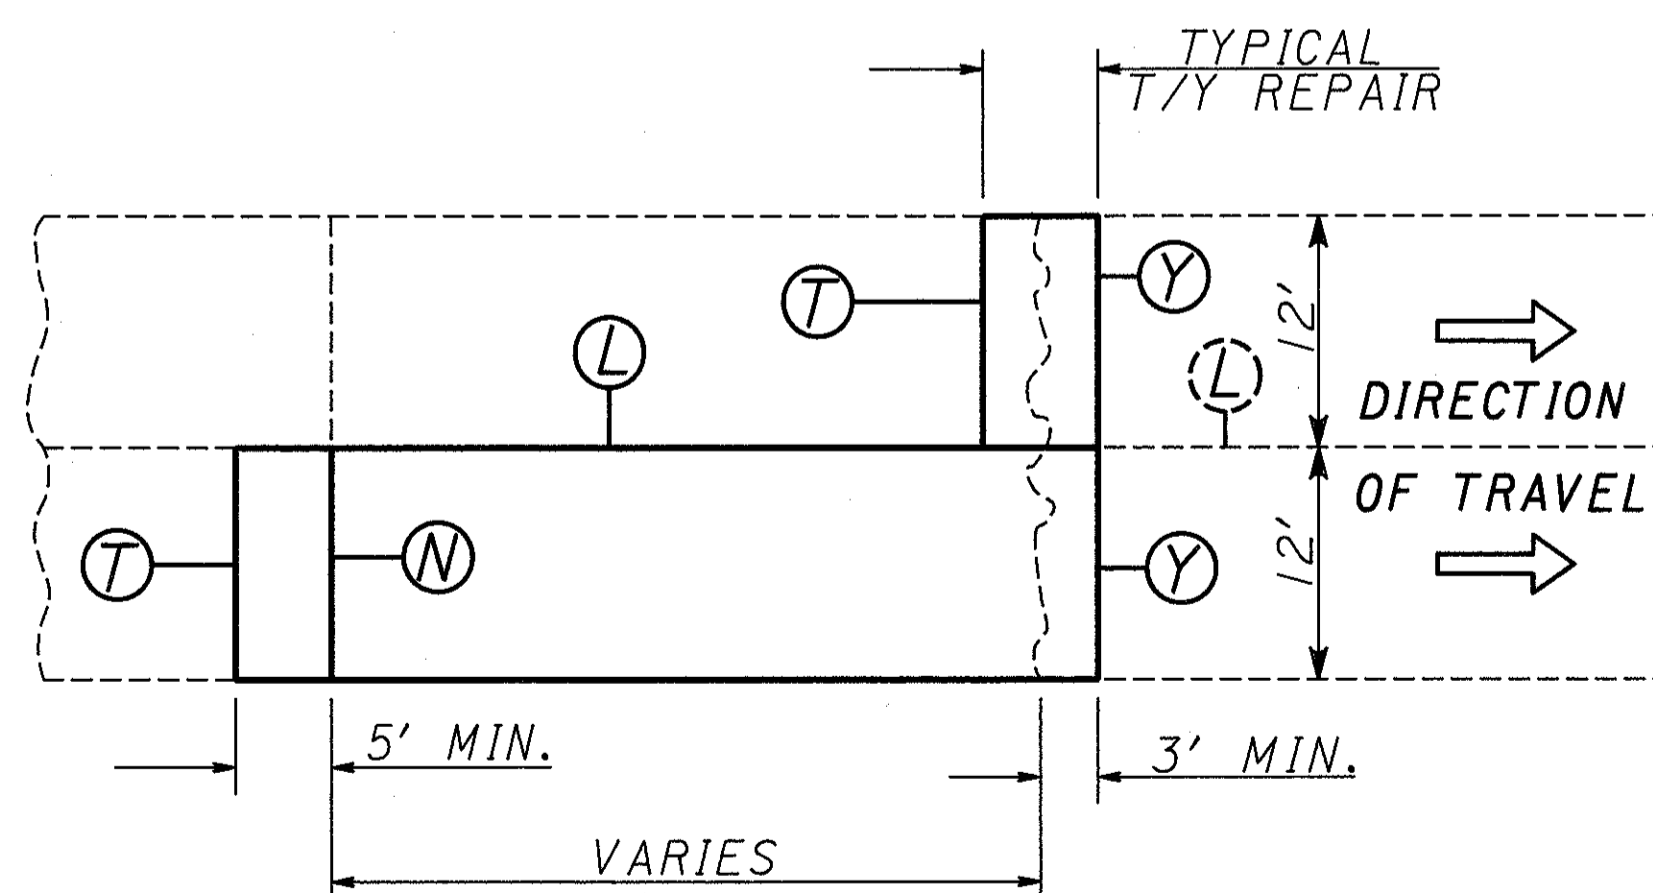 TYPICAL
T/Y REPAIR
T
Y
L
L
12'
DIRECTION
OF TRAVEL
T
N
Y
12'
5' MIN.
3' MIN.
VARIES